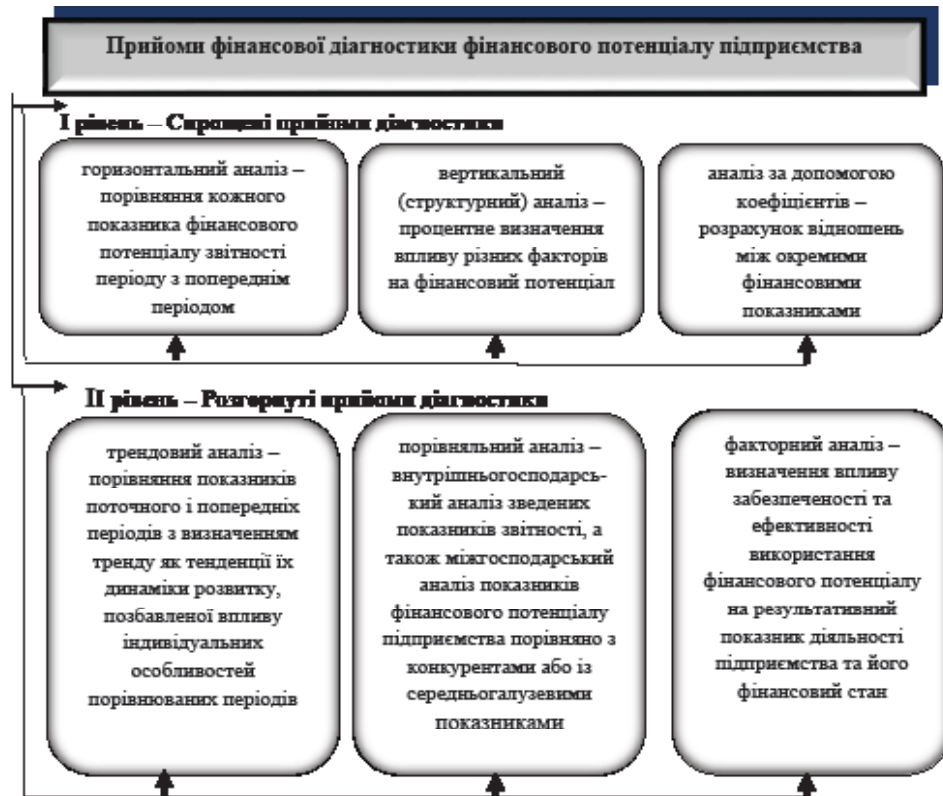 Прийоми фінансової діагностики фінансового потенціалу підприємства
І рівень – Спрощені прийоми діагностики
горизонтальний аналіз –
порівняння кожного
показника фінансового
потенціалу звітності
періоду з попереднім
періодом
вертикальний
(структурний) аналіз –
процентне визначення
впливу різних факторів
на фінансовий потенціал
аналіз за допомогою
коефіцієнтів –
розрахунок відношень
між окремими
фінансовими
показниками
ІІ рівень – Розгорнуті прийоми діагностики
трендовий аналіз –
порівняння показників
поточного і попередніх
періодів з визначенням
тренду як тенденції їх
динаміки розвитку,
позбавленої впливу
індивідуальних
особливостей
порівнюваних періодів
порівняльний аналіз –
внутрішньогосподарсь-
кий аналіз зведених
показників звітності, а
також міжгосподарський
аналіз показників
фінансового потенціалу
підприємства порівняно з
конкурентами або із
середньогалузевими
показниками
факторний аналіз –
визначення впливу
забезпеченості та
ефективності
використання
фінансового потенціалу
на результативний
показник діяльності
підприємства та його
фінансовий стан